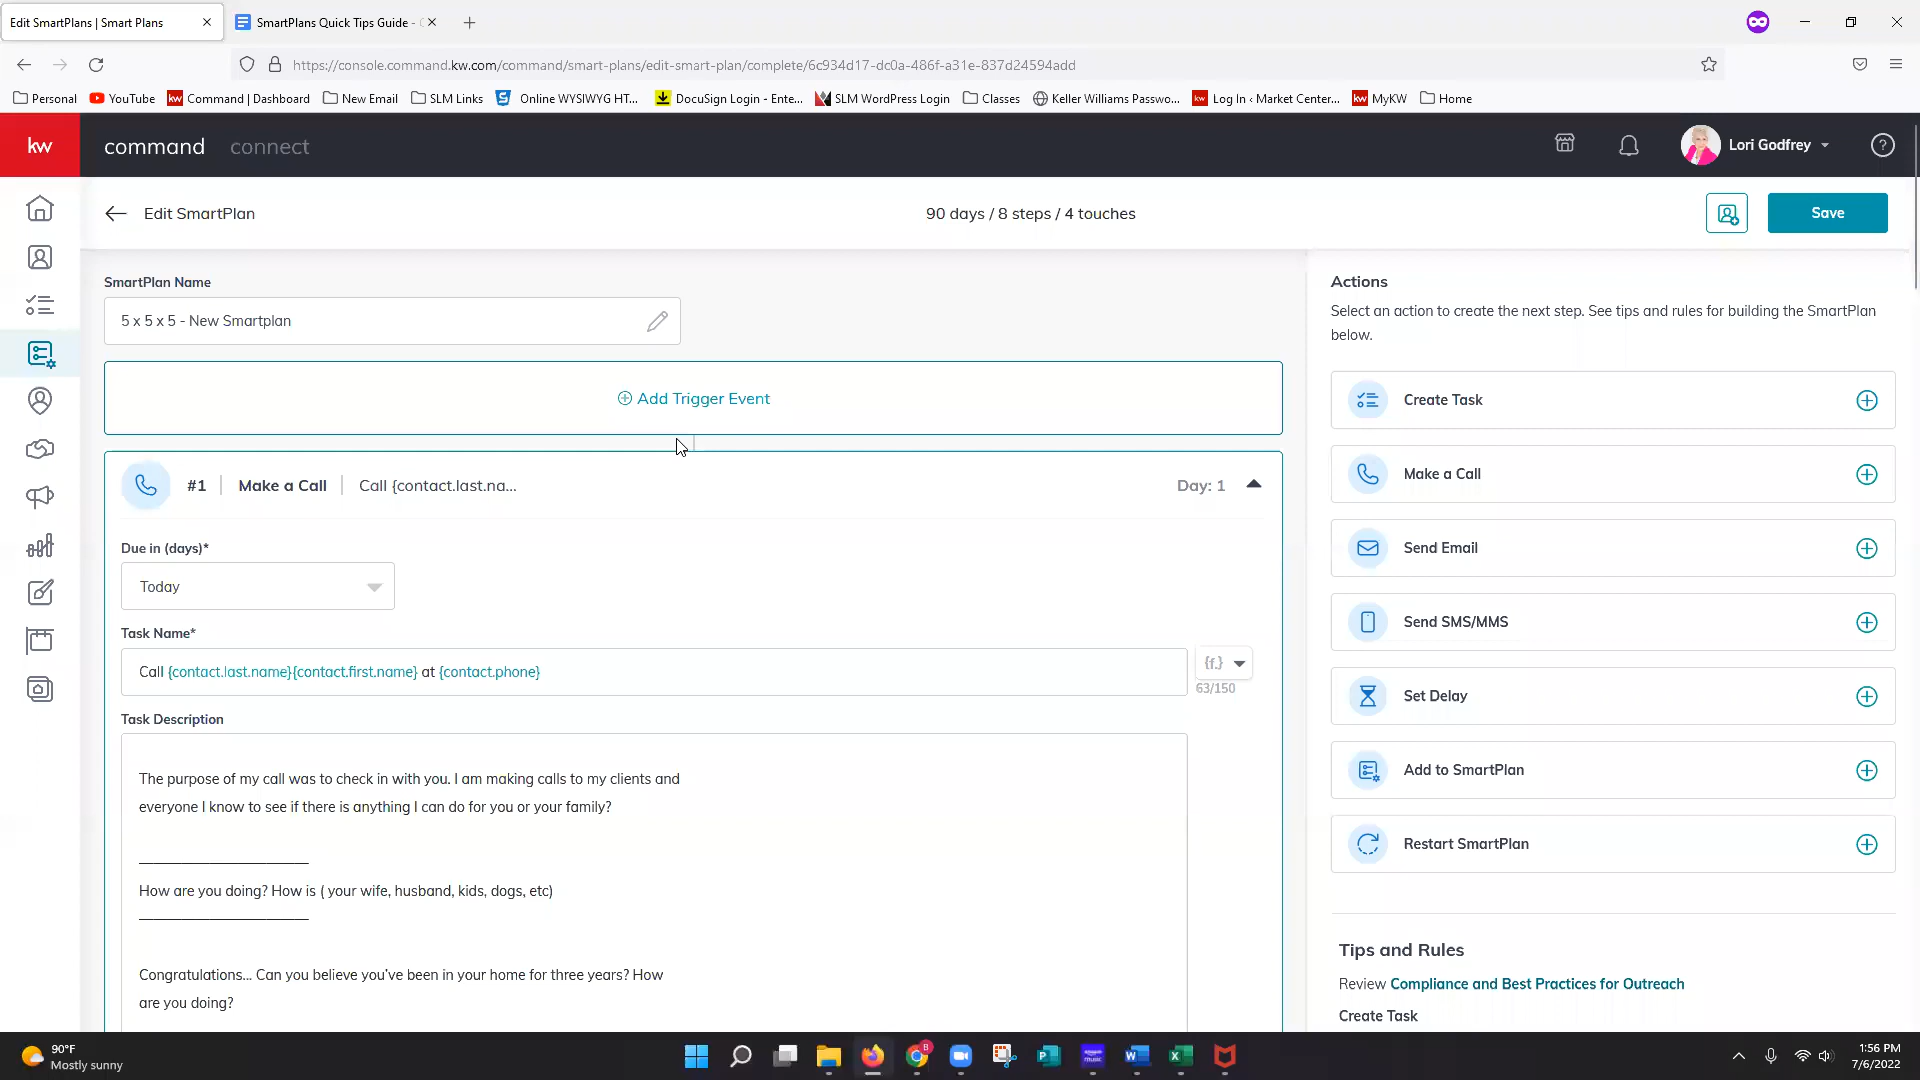 Edit SmartPlans | Smart Plans
SmartPlans Quick Tips Guide -
https://console.command.kw.com/command/smart-plans/edit-smart-plan/complete/6c934d17-dc0a-486f-a31e-837d24594add
Personal YouTube kw Command | Dashboard New Email SLM Links Online WYSIWYG HT... DocuSign Login - Ente... SLM WordPress Login Classes Keller Williams Passwo... kw Log In ‹ Market Center... kw MyKW Home
kw command connect Lori Godfrey
Edit SmartPlan 90 days / 8 steps / 4 touches Save
SmartPlan Name
5 x 5 x 5 - New Smartplan
Add Trigger Event
#1 Make a Call Call {contact.last.na... Day: 1
Due in (days)*
Today
Task Name*
Call {contact.last.name}{contact.first.name} at {contact.phone}
{f.}
63/150
Task Description
The purpose of my call was to check in with you. I am making calls to my clients and
everyone I know to see if there is anything I can do for you or your family?
How are you doing? How is ( your wife, husband, kids, dogs, etc)
Congratulations... Can you believe you've been in your home for three years? How
are you doing?
Actions
Select an action to create the next step. See tips and rules for building the SmartPlan
below.
Create Task
Make a Call
Send Email
Send SMS/MMS
Set Delay
Add to SmartPlan
Restart SmartPlan
Tips and Rules
Review Compliance and Best Practices for Outreach
Create Task
90°F
Mostly sunny
1:56 PM
7/6/2022